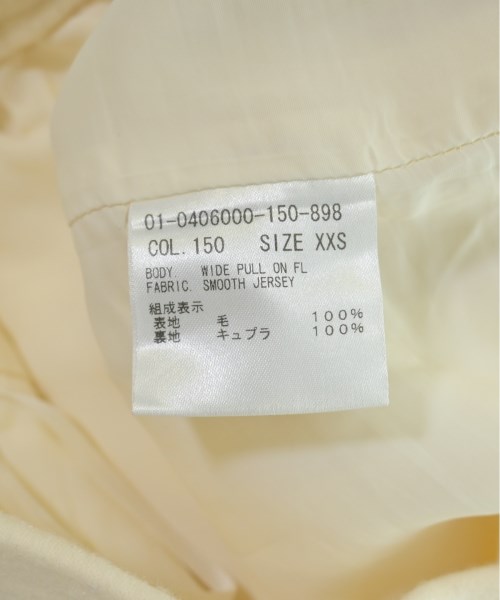 01-0406000-150-898
COL. 150 SIZE XXS
BODY. WIDE PULL ON FL
FABRIC. SMOOTH JERSEY
組成表示
表地 毛 100%
裏地 キュプラ 100%